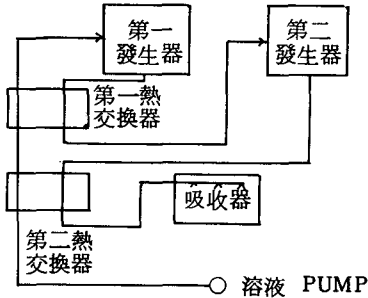 第一
發生器
第二
發生器
第一熱
交換器
吸收器
第二熱
交換器
溶液 PUMP